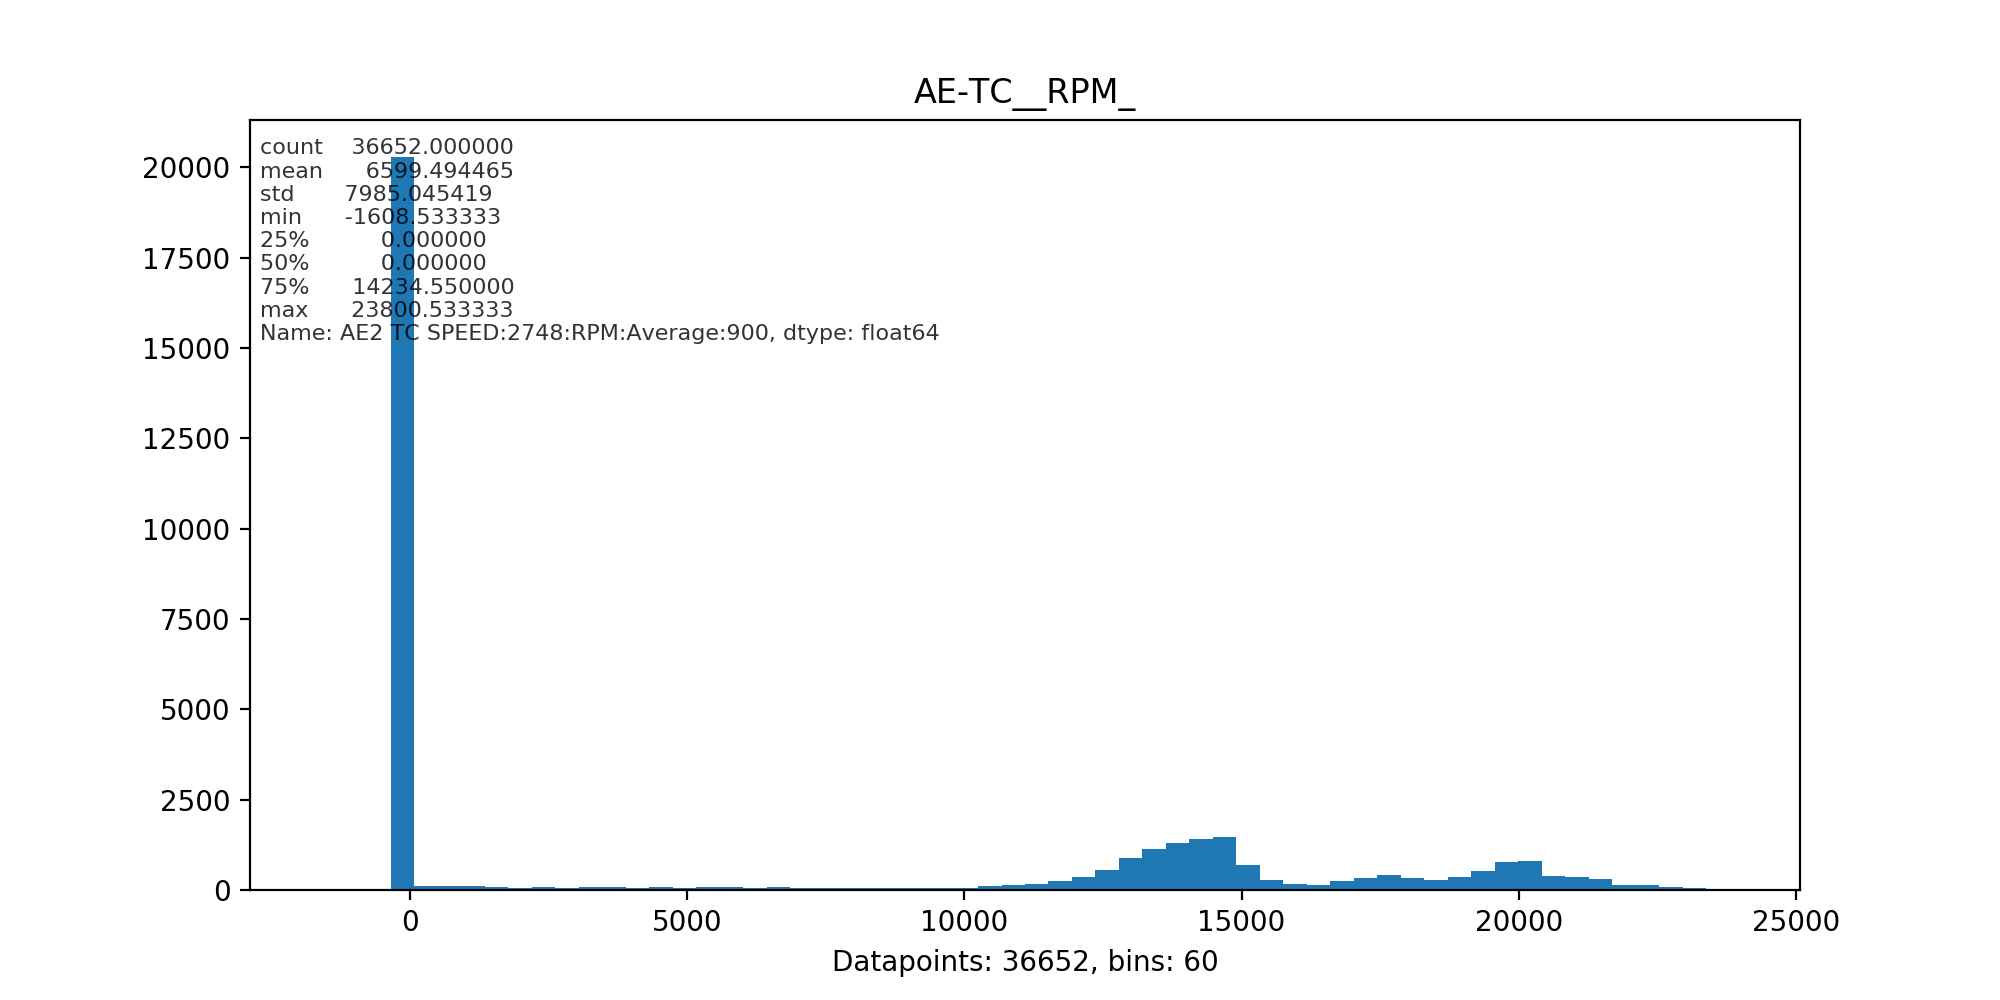 AE-TC__RPM_
count 36652.000000
mean 6599.494465
std 7985.045419
min -1608.533333
25% 0.000000
50% 0.000000
75% 14234.550000
max 23800.533333
Name: AE2 TC SPEED:2748:RPM:Average:900, dtype: float64
20000
17500
15000
12500
10000
7500
5000
2500
0
0 5000 10000 15000 20000 25000
Datapoints: 36652, bins: 60